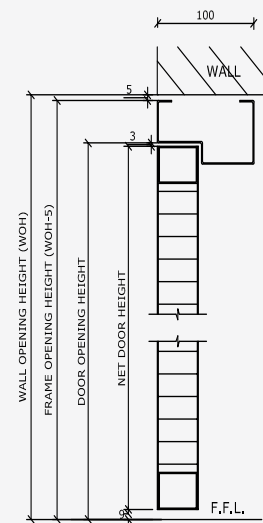 100
WALL
5
3
WALL OPENING HEIGHT (WOH)
FRAME OPENING HEIGHT (WOH-5)
DOOR OPENING HEIGHT
NET DOOR HEIGHT
F.F.L.
9